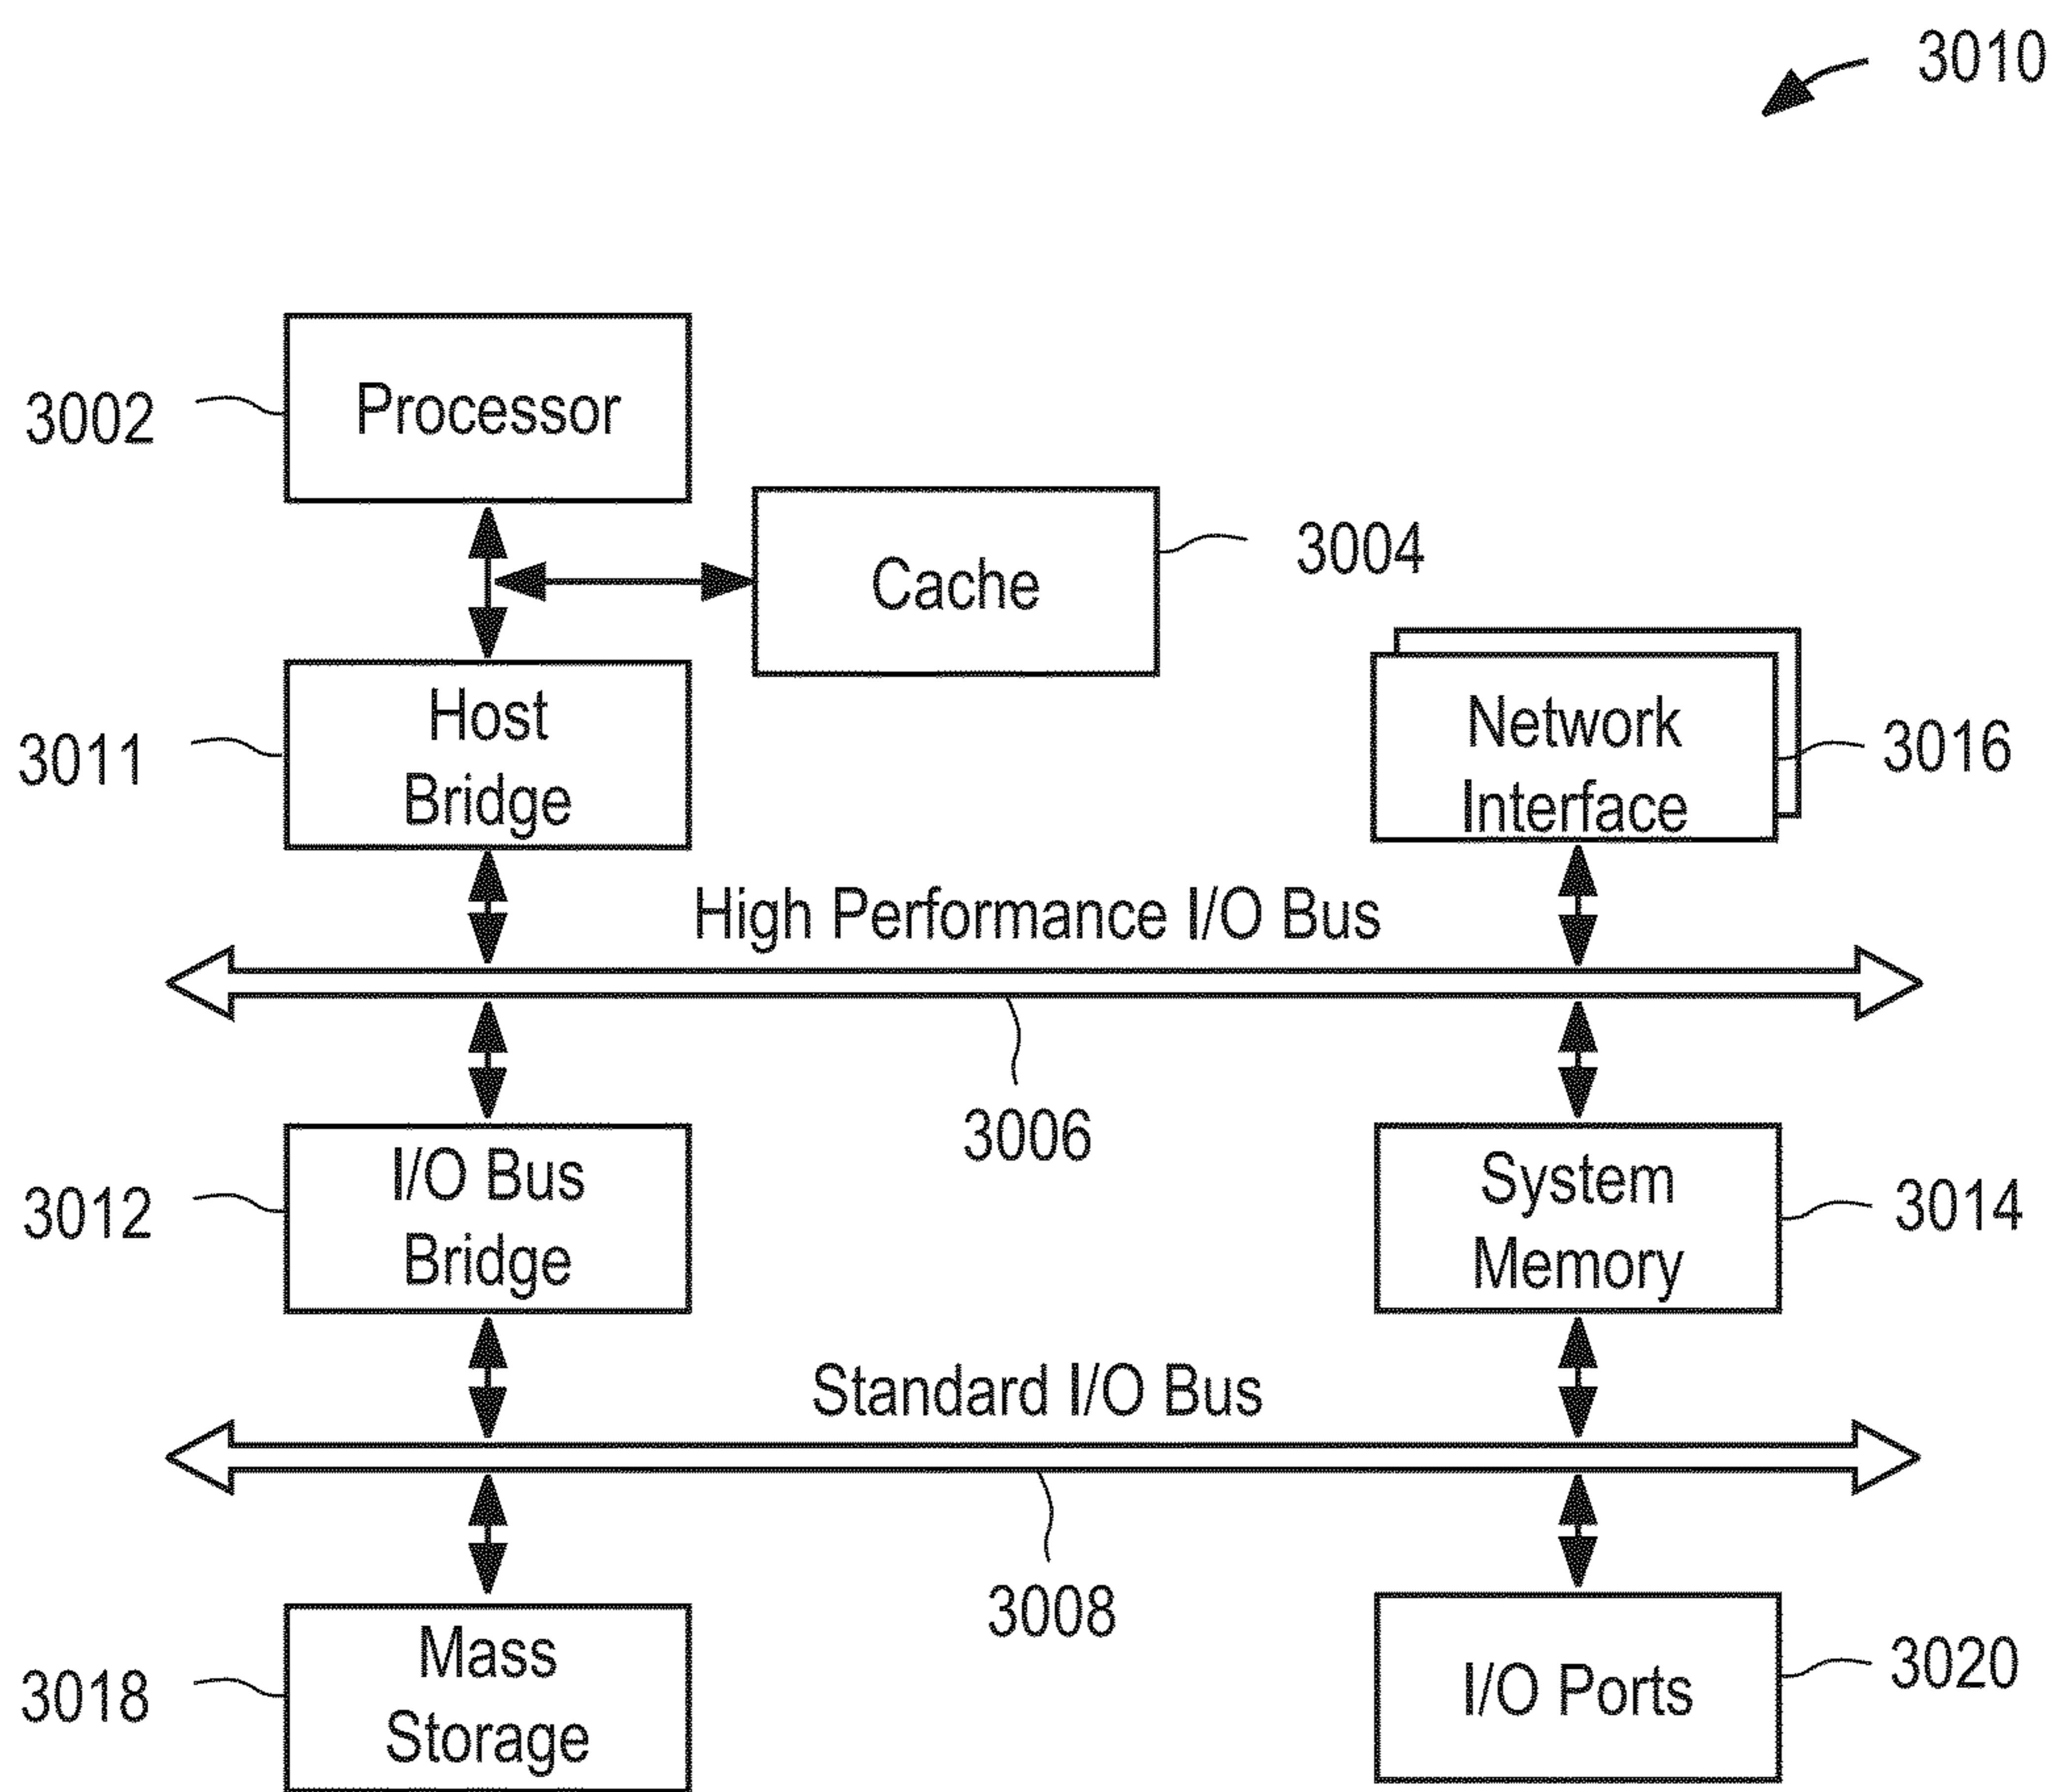 3010
3002
Processor
Cache
3004
3011
Host
Bridge
Network
Interface
3016
High Performance I/O Bus
3006
3012
I/O Bus
Bridge
System
Memory
3014
Standard I/O Bus
3008
3018
Mass
Storage
I/O Ports
3020